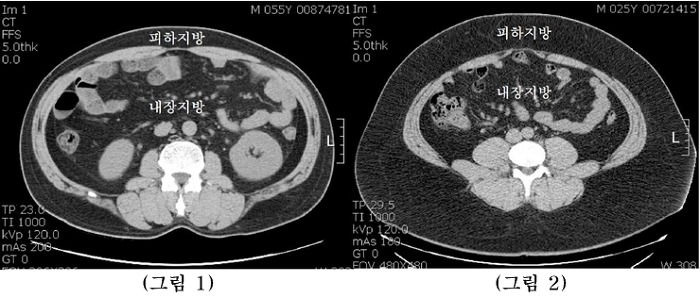 Im 1
CT
FFS
5.0thk
0.0
M 055Y 00874781
피하지방
내장지방
L
TP 23.0
TI 1000
kVp 120.0
mAs 200
GT 0
(그림 1)
Im 1
CT
FFS
5.0thk
0.0
M 025Y 00721415
피하지방
내장지방
L
TP 29.5
TI 1000
kVp 120.0
mAs 180
GT 0
FOV 480X480
W 308
(그림 2)